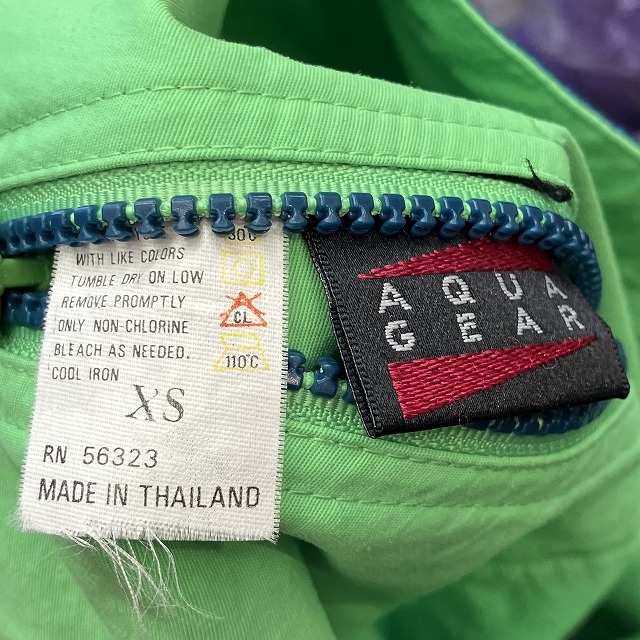 WITH LIKE COLORS
TUMBLE DRY ON LOW
REMOVE PROMPTLY
ONLY NON CHLORINE
BLEACH AS NEEDED.
COOL IRON
30°C
CL
110°C
XS
RN 56323
MADE IN THAILAND
AQUA
GEAR